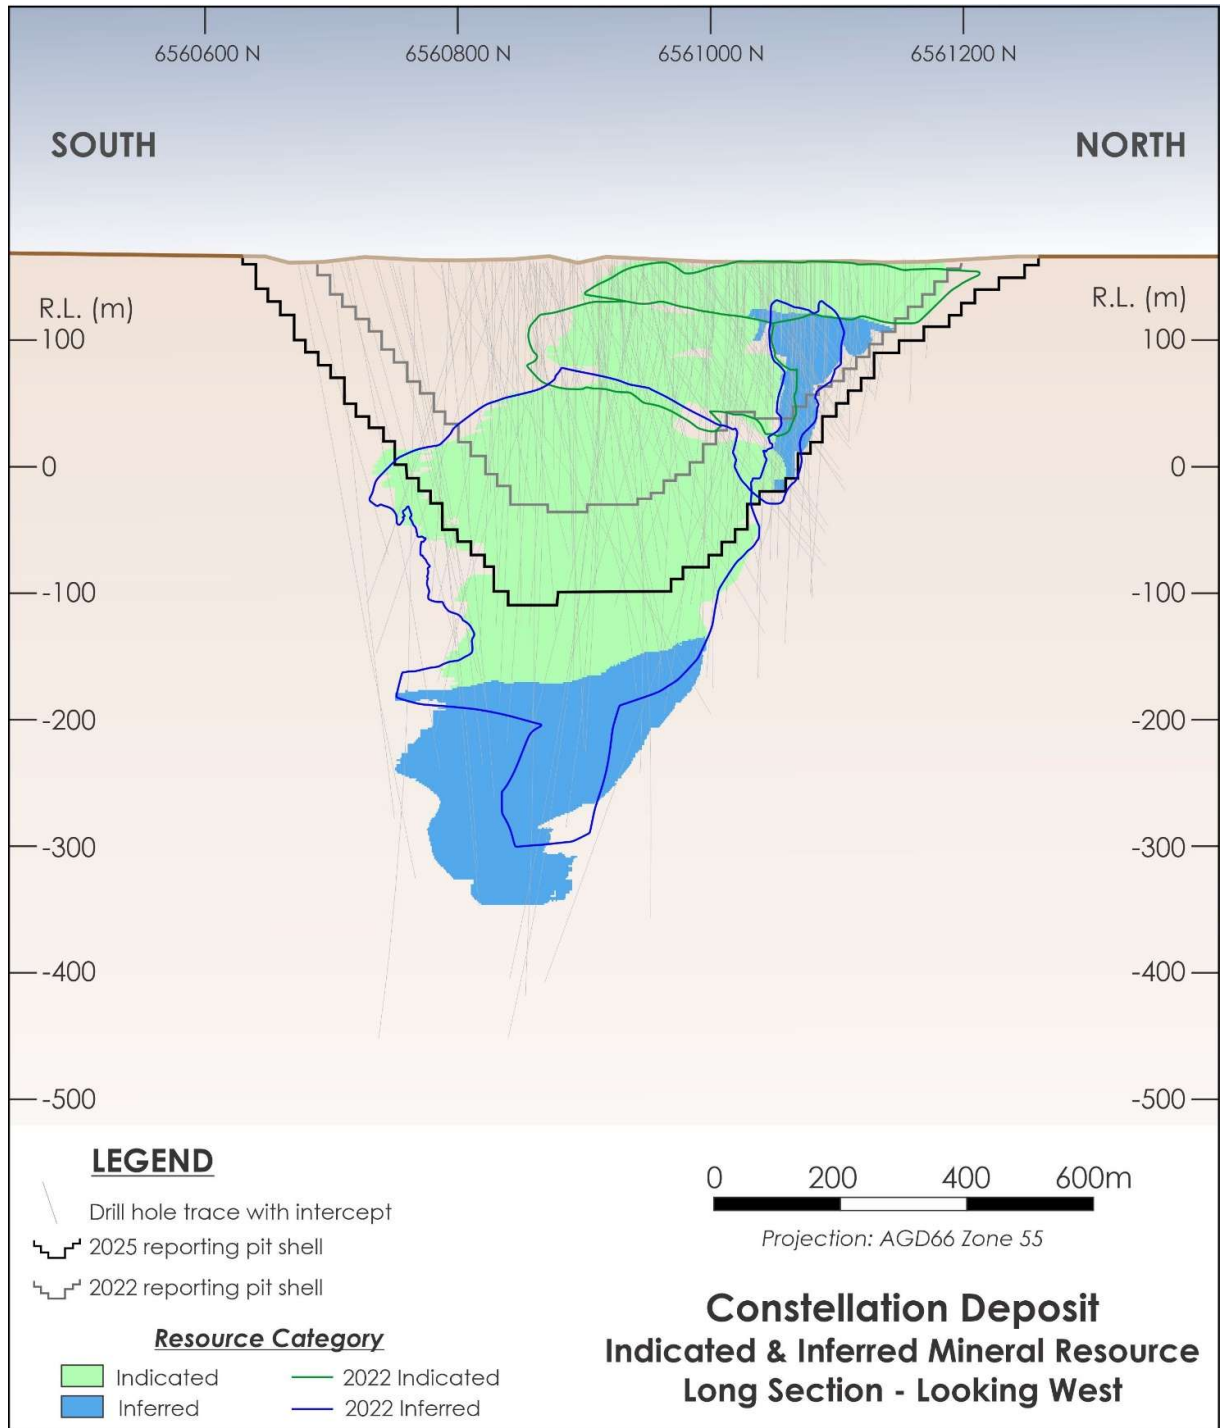 6560600 N 6560800 N 6561000 N 6561200 N
SOUTH NORTH
R.L. (m) R.L. (m)
100 100
0 0
-100 -100
-200 -200
-300 -300
-400 -400
-500 -500
LEGEND
Drill hole trace with intercept
2025 reporting pit shell
2022 reporting pit shell
Resource Category
Indicated 2022 Indicated
Inferred 2022 Inferred
0 200 400 600m
Projection: AGD66 Zone 55
Constellation Deposit
Indicated & Inferred Mineral Resource
Long Section - Looking West